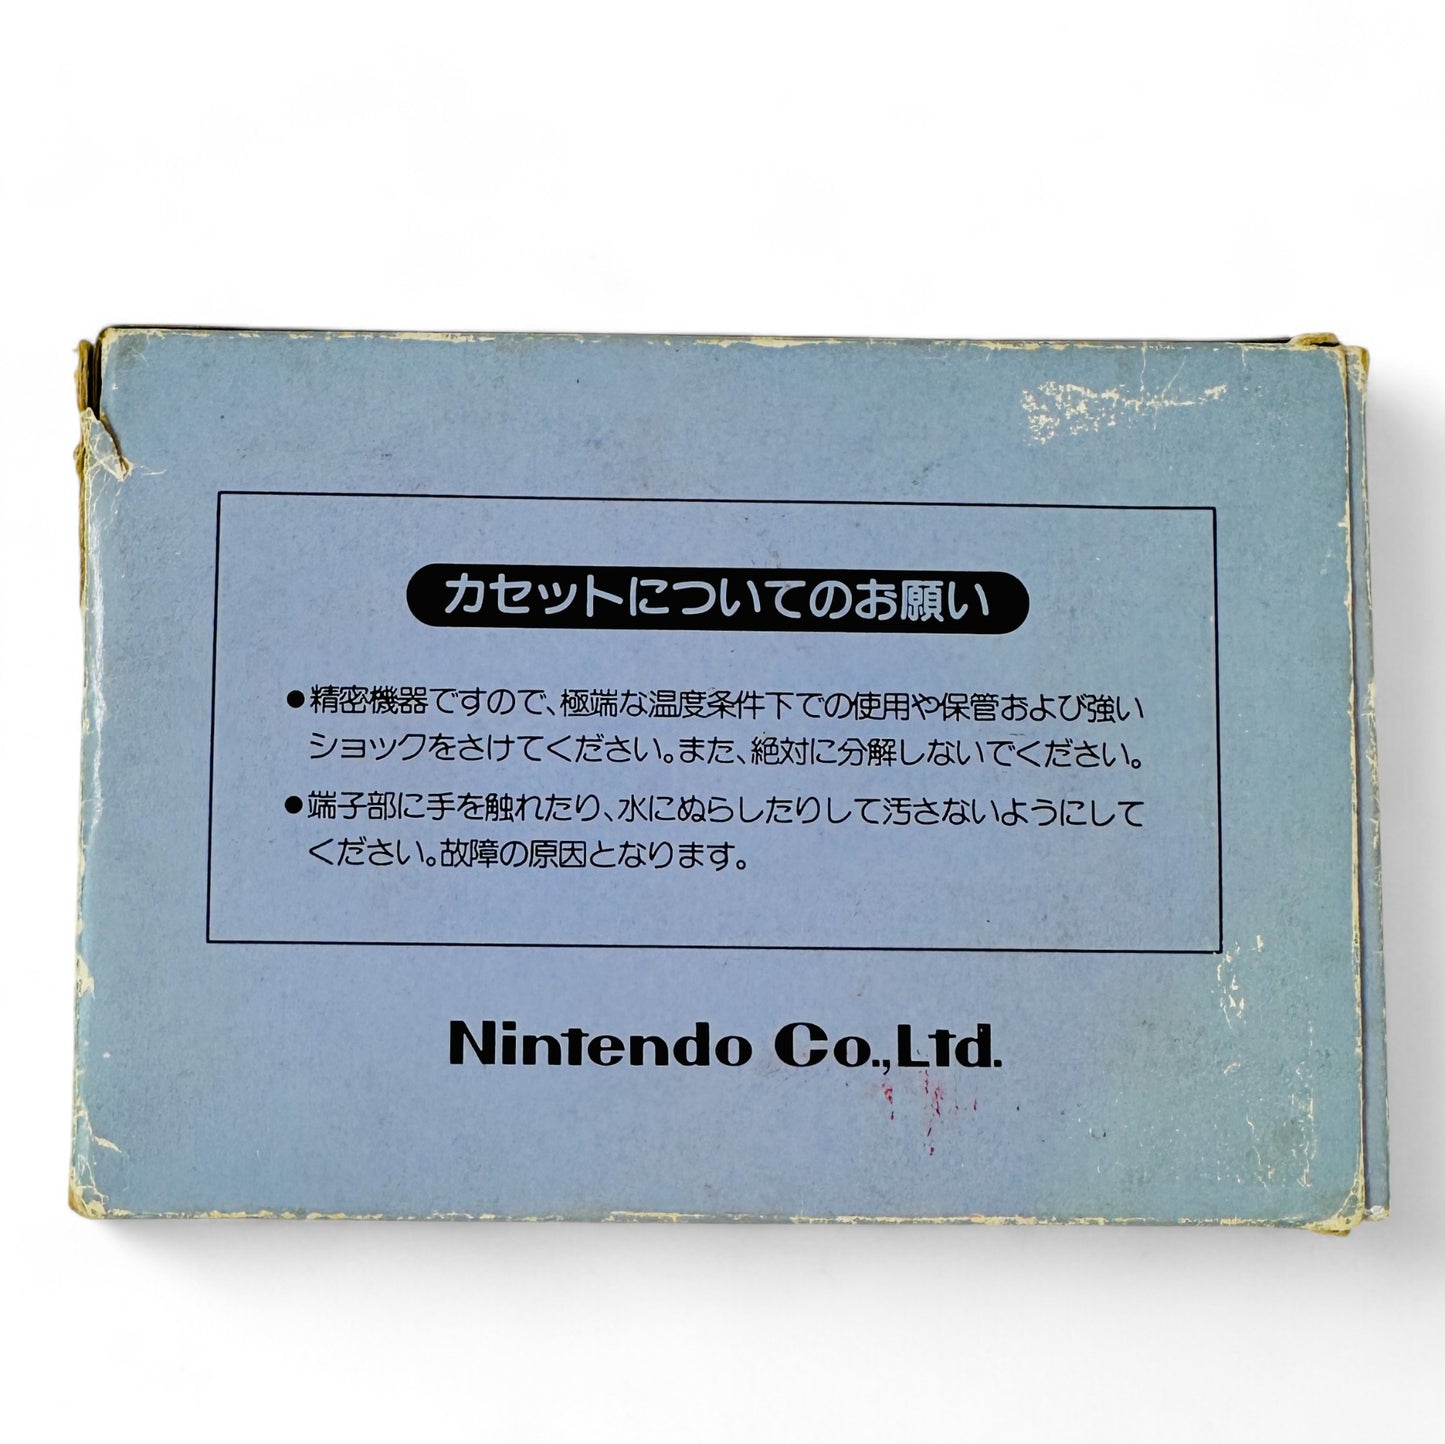 カセットについてのお願い
●精密機器ですので、極端な温度条件下での使用や保管および強い
ショックをさけてください。また、絶対に分解しないでください。
●端子部に手を触れたり、水にぬらしたりして汚さないようにして
ください。故障の原因となります。
Nintendo Co.,Ltd.